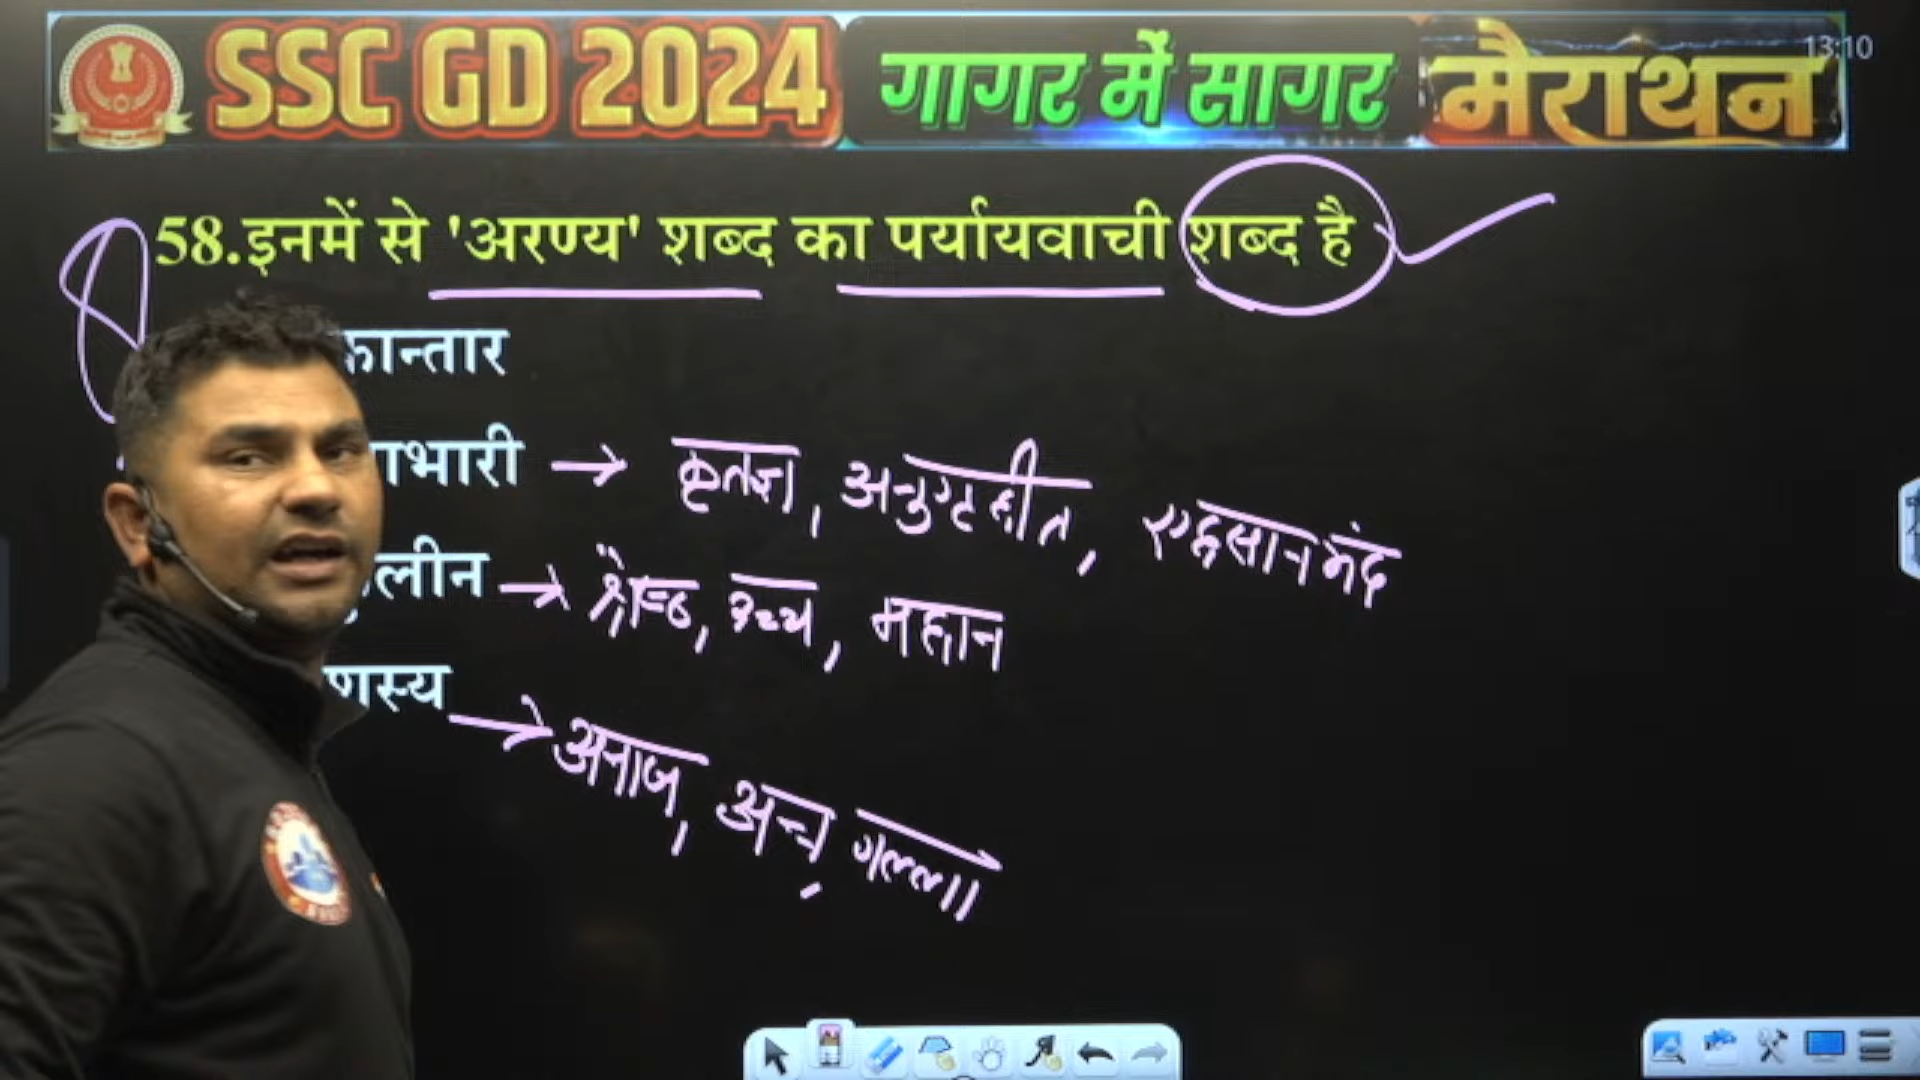 SSC GD 2024 गागर में सागर मैराथन
13:10
58.इनमें से 'अरण्य' शब्द का पर्यायवाची शब्द है
कान्तार
ाभारी → कृतज्ञ, अनुगृहीत, एहसानमंद
ुलीन → श्रेष्ठ, उच्च, महान
शस्य → अनाज, अन्न, गल्ला